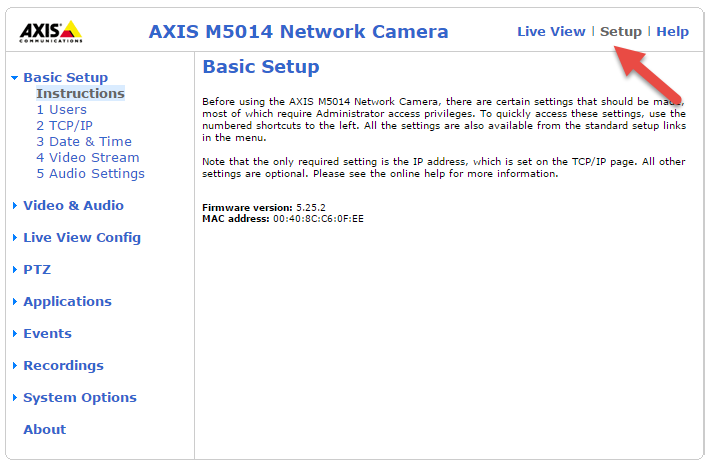 AXIS
COMMUNICATIONS
AXIS M5014 Network Camera
Live View | Setup | Help
Basic Setup
Instructions
1 Users
2 TCP/IP
3 Date & Time
4 Video Stream
5 Audio Settings
Video & Audio
Live View Config
PTZ
Applications
Events
Recordings
System Options
About
Basic Setup
Before using the AXIS M5014 Network Camera, there are certain settings that should be made,
most of which require Administrator access privileges. To quickly access these settings, use the
numbered shortcuts to the left. All the settings are also available from the standard setup links
in the menu.
Note that the only required setting is the IP address, which is set on the TCP/IP page. All other
settings are optional. Please see the online help for more information.
Firmware version: 5.25.2
MAC address: 00:40:8C:C6:0F:EE